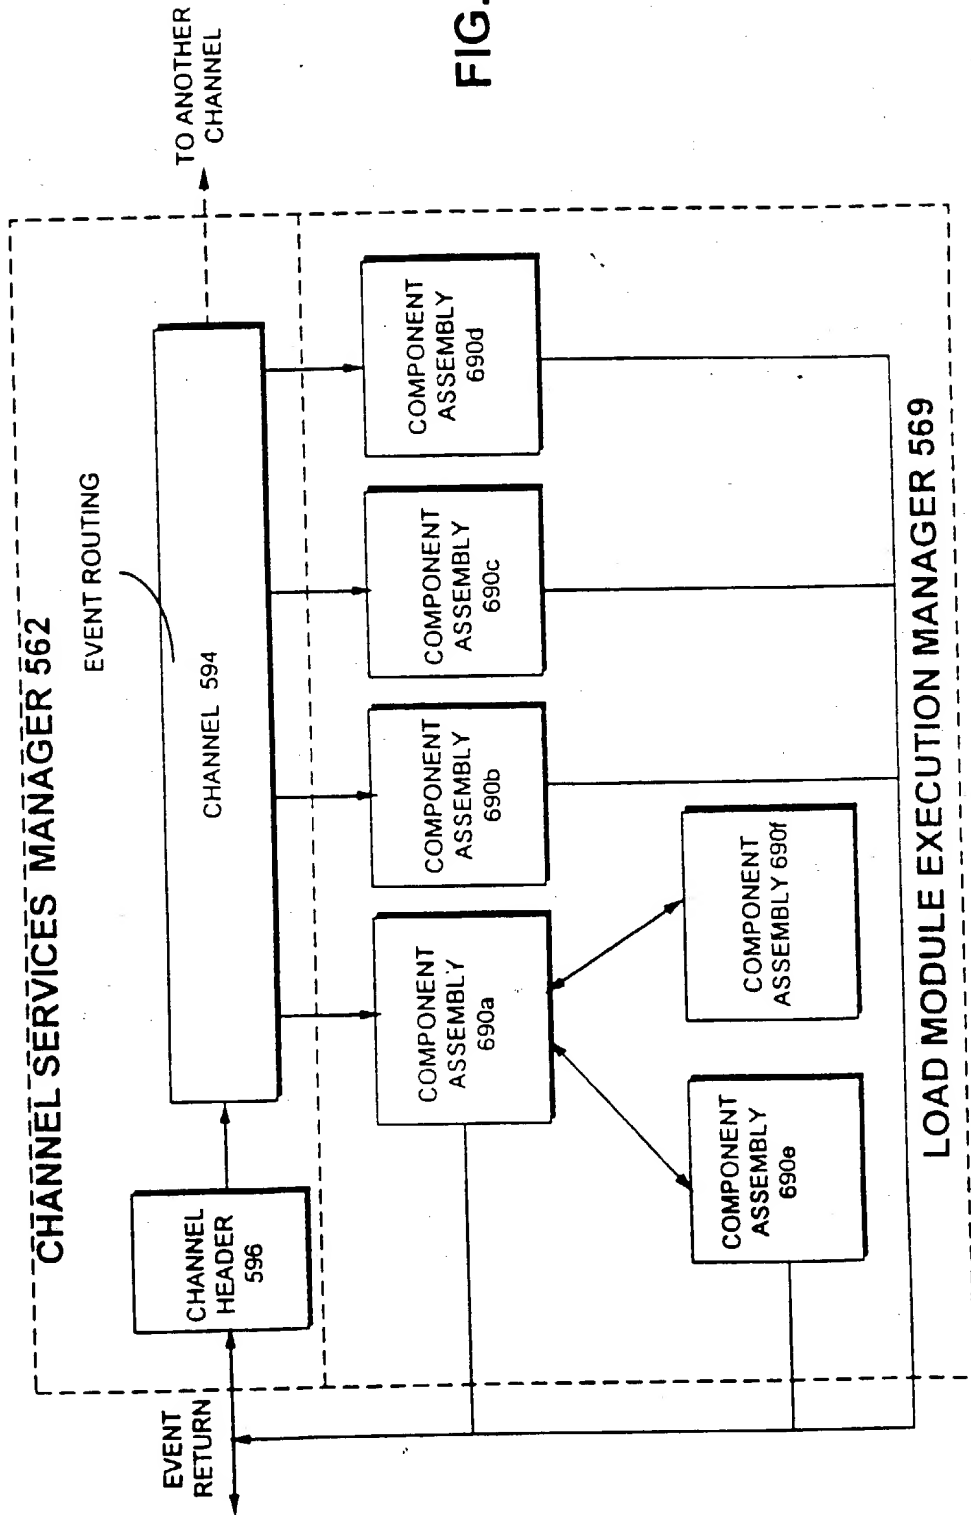 FIG.
TO ANOTHER
CHANNEL
CHANNEL SERVICES MANAGER 562
EVENT ROUTING
CHANNEL 594
CHANNEL
HEADER
596
EVENT
RETURN
COMPONENT
ASSEMBLY
690a
COMPONENT
ASSEMBLY
690b
COMPONENT
ASSEMBLY
690c
COMPONENT
ASSEMBLY
690d
COMPONENT
ASSEMBLY
690e
COMPONENT
ASSEMBLY 690f
LOAD MODULE EXECUTION MANAGER 569